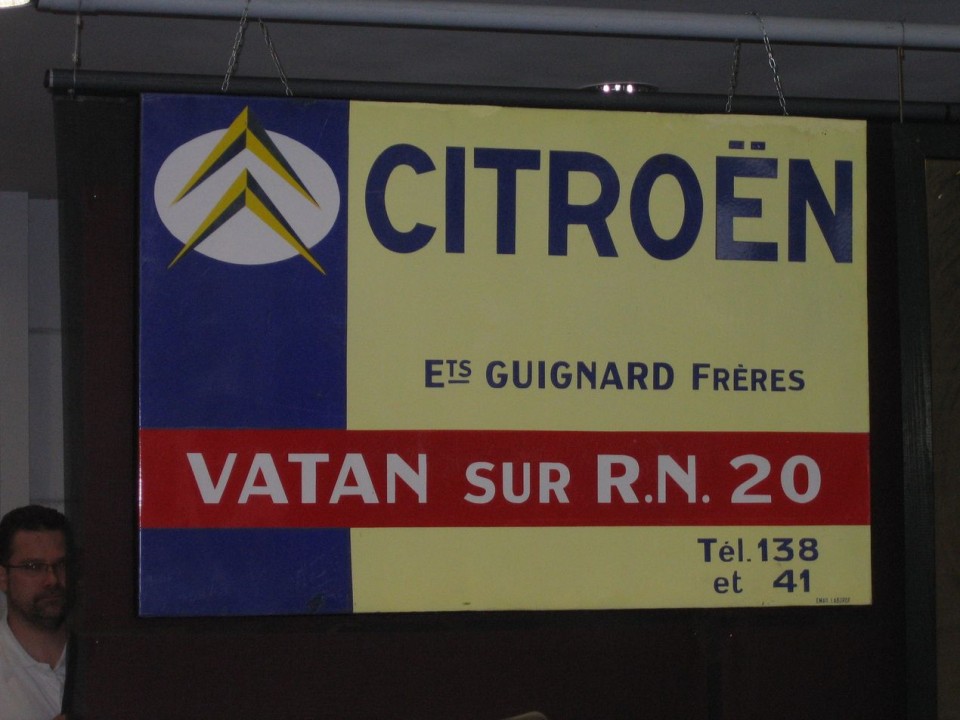 CITROËN
ETS GUIGNARD FRÈRES
VATAN SUR R.N. 20
Tél. 138
et 41